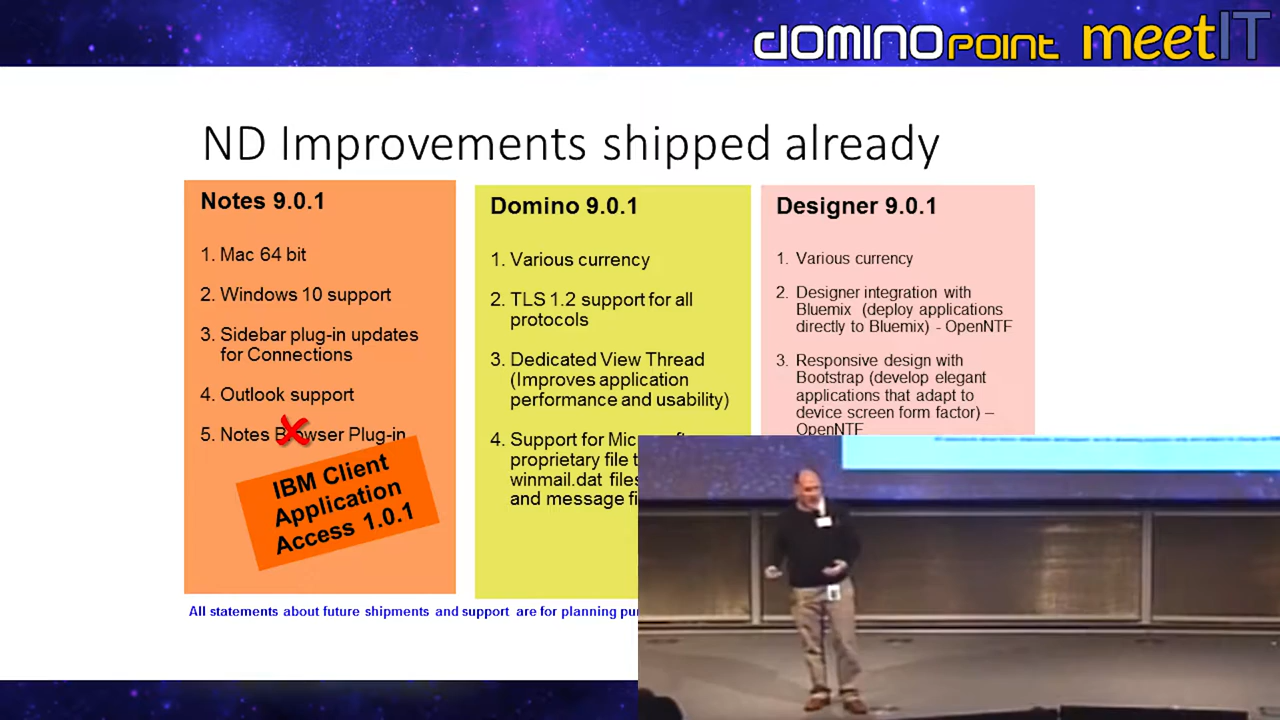 dominopoint meetIT
ND Improvements shipped already
Notes 9.0.1
1. Mac 64 bit
2. Windows 10 support
3. Sidebar plug-in updates
for Connections
4. Outlook support
5. Notes Browser Plug-in
IBM Client
Application
Access 1.0.1
Domino 9.0.1
1. Various currency
2. TLS 1.2 support for all
protocols
3. Dedicated View Thread
(Improves application
performance and usability)
4. Support for
proprietary file
winmail.dat files
and message
Designer 9.0.1
1. Various currency
2. Designer integration with
Bluemix (deploy applications
directly to Bluemix) - OpenNTF
3. Responsive design with
Bootstrap (develop elegant
applications that adapt to
device screen form factor) –
OpenNTF
All statements about future shipments and support are for planning